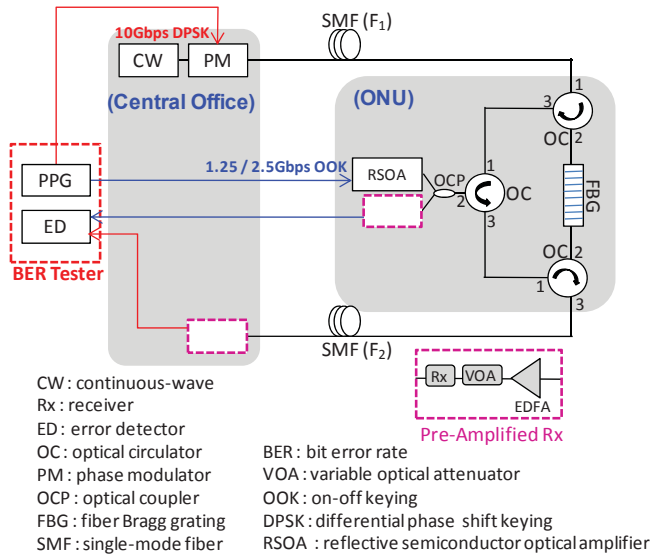 SMF (F1)
10Gbps DPSK
CW
PM
(Central Office)
(ONU)
1
3
OC
2
1.25 / 2.5Gbps OOK
RSOA
OCP
1
2
OC
3
FBG
PPG
ED
BER Tester
OC
2
1
3
SMF (F2)
Rx
VOA
EDFA
Pre-Amplified Rx
CW : continuous-wave
Rx : receiver
ED : error detector
OC : optical circulator
PM : phase modulator
OCP : optical coupler
FBG : fiber Bragg grating
SMF : single-mode fiber
BER : bit error rate
VOA : variable optical attenuator
OOK : on-off keying
DPSK : differential phase shift keying
RSOA : reflective semiconductor optical amplifier